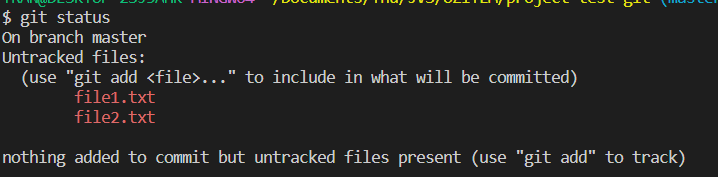 $ git status
On branch master
Untracked files:
  (use "git add <file>..." to include in what will be committed)
        file1.txt
        file2.txt

nothing added to commit but untracked files present (use "git add" to track)